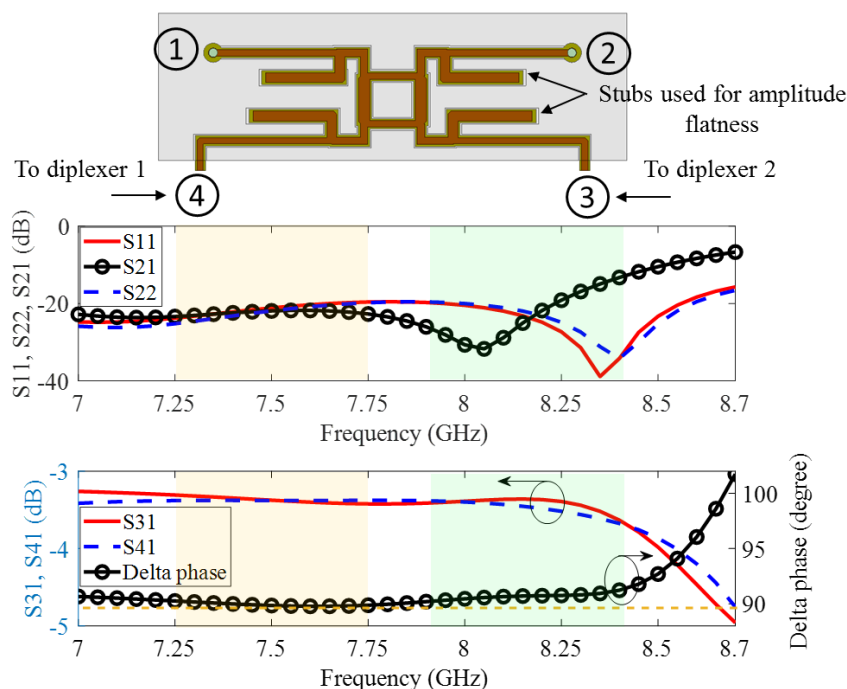 1
2
Stubs used for amplitude
flatness
To diplexer 1
4
3
To diplexer 2
S11, S22, S21 (dB)
0
-20
-40
S11
S21
S22
7
7.25
7.5
7.75
8
8.25
8.5
8.7
Frequency (GHz)
S31, S41 (dB)
-3
-4
-5
S31
S41
Delta phase
100
95
90
Delta phase (degree)
7
7.25
7.5
7.75
8
8.25
8.5
8.7
Frequency (GHz)